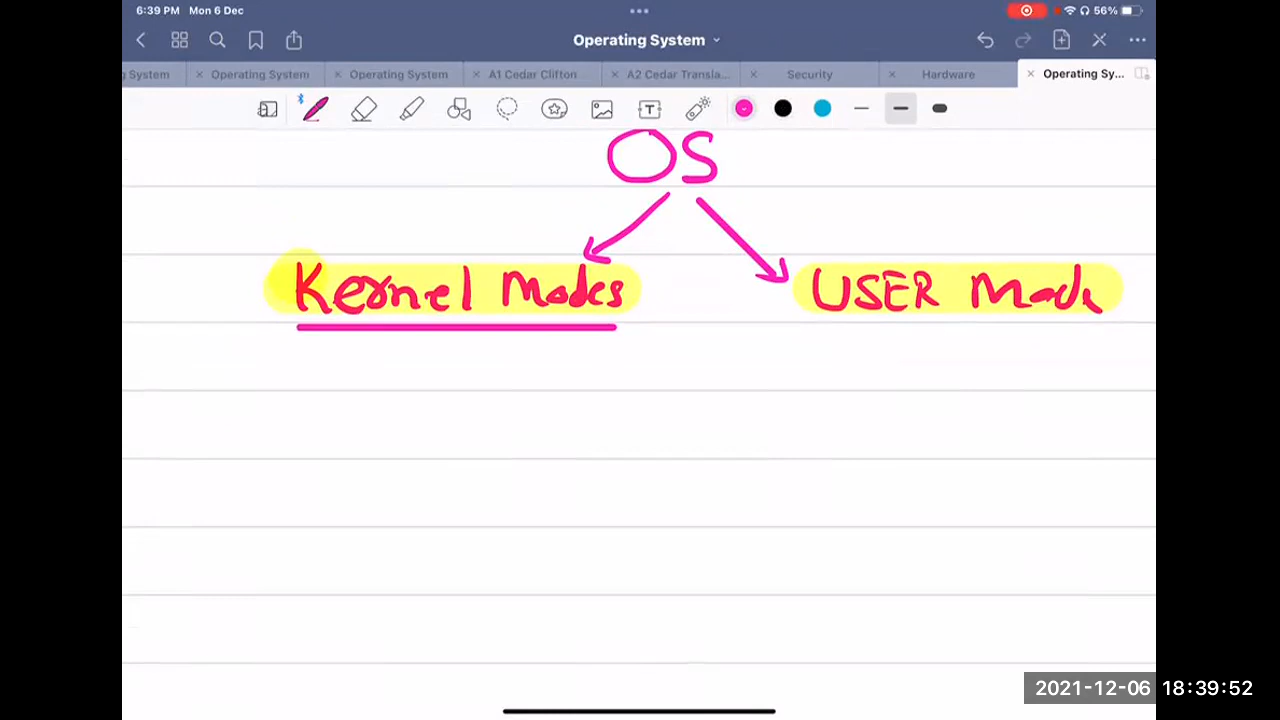 6:39 PM Mon 6 Dec
56%
Operating System
g System
Operating System
Operating System
A1 Cedar Clifton
A2 Cedar Transla...
Security
Hardware
Operating Sy...
T
OS
Kernel Modes
USER Mode
2021-12-06 18:39:52